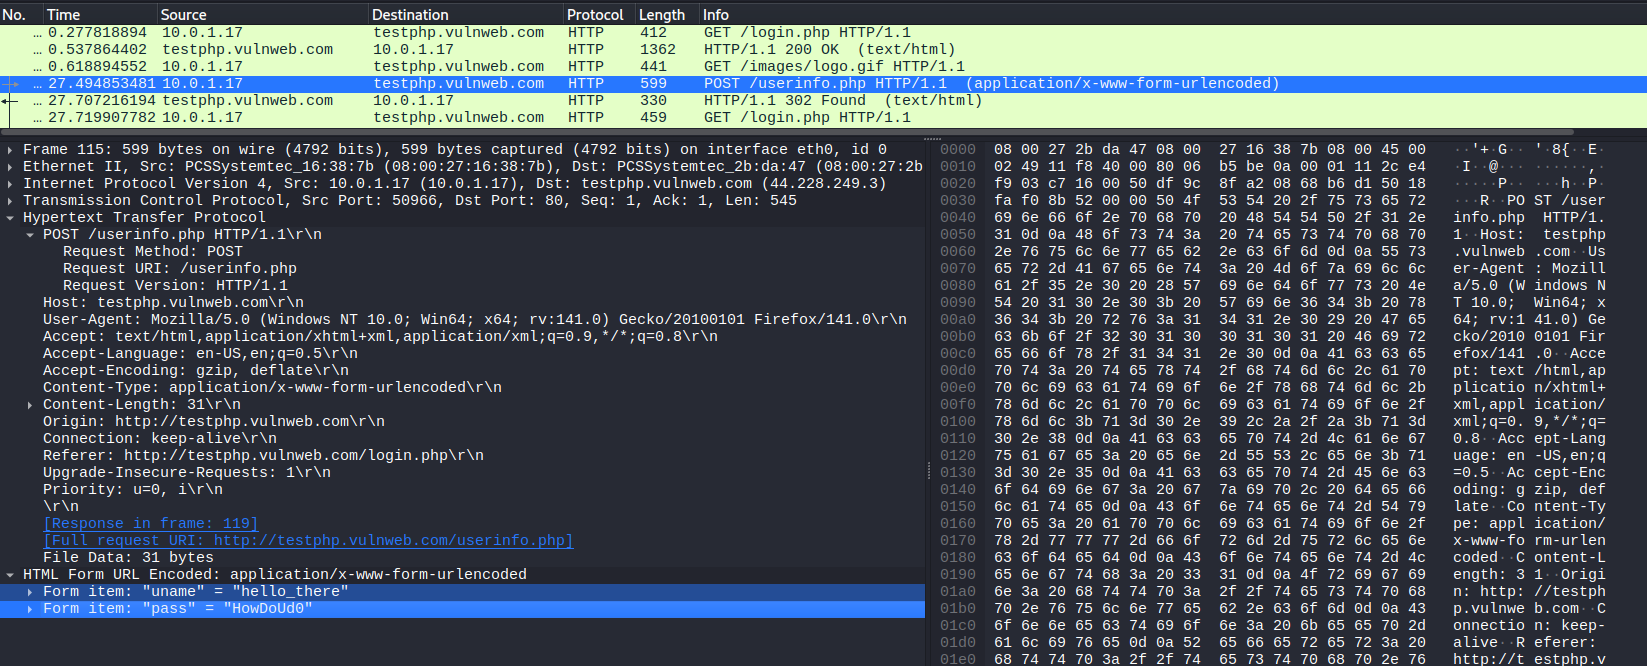 No. Time Source Destination Protocol Length Info
… 0.277818894 10.0.1.17 testphp.vulnweb.com HTTP 412 GET /login.php HTTP/1.1
… 0.537864402 testphp.vulnweb.com 10.0.1.17 HTTP 1362 HTTP/1.1 200 OK (text/html)
… 0.618894552 10.0.1.17 testphp.vulnweb.com HTTP 441 GET /images/logo.gif HTTP/1.1
… 27.494853481 10.0.1.17 testphp.vulnweb.com HTTP 599 POST /userinfo.php HTTP/1.1 (application/x-www-form-urlencoded)
… 27.707216194 testphp.vulnweb.com 10.0.1.17 HTTP 330 HTTP/1.1 302 Found (text/html)
… 27.719907782 10.0.1.17 testphp.vulnweb.com HTTP 459 GET /login.php HTTP/1.1
Frame 115: 599 bytes on wire (4792 bits), 599 bytes captured (4792 bits) on interface eth0, id 0
Ethernet II, Src: PCSSystemtec_16:38:7b (08:00:27:16:38:7b), Dst: PCSSystemtec_2b:da:47 (08:00:27:2b
Internet Protocol Version 4, Src: 10.0.1.17 (10.0.1.17), Dst: testphp.vulnweb.com (44.228.249.3)
Transmission Control Protocol, Src Port: 50966, Dst Port: 80, Seq: 1, Ack: 1, Len: 545
Hypertext Transfer Protocol
POST /userinfo.php HTTP/1.1\r\n
Request Method: POST
Request URI: /userinfo.php
Request Version: HTTP/1.1
Host: testphp.vulnweb.com\r\n
User-Agent: Mozilla/5.0 (Windows NT 10.0; Win64; x64; rv:141.0) Gecko/20100101 Firefox/141.0\r\n
Accept: text/html,application/xhtml+xml,application/xml;q=0.9,*/*;q=0.8\r\n
Accept-Language: en-US,en;q=0.5\r\n
Accept-Encoding: gzip, deflate\r\n
Content-Type: application/x-www-form-urlencoded\r\n
Content-Length: 31\r\n
Origin: http://testphp.vulnweb.com\r\n
Connection: keep-alive\r\n
Referer: http://testphp.vulnweb.com/login.php\r\n
Upgrade-Insecure-Requests: 1\r\n
Priority: u=0, i\r\n
\r\n
[Response in frame: 119]
[Full request URI: http://testphp.vulnweb.com/userinfo.php]
File Data: 31 bytes
HTML Form URL Encoded: application/x-www-form-urlencoded
Form item: "uname" = "hello_there"
Form item: "pass" = "HowDoUd0"
0000 08 00 27 2b da 47 08 00 27 16 38 7b 08 00 45 00 ··'+·G·· '·8{··E·
0010 02 49 11 f8 40 00 80 06 b5 be 0a 00 01 11 2c e4 ·I··@··· ······,·
0020 f9 03 c7 16 00 50 df 9c 8f a2 08 68 b6 d1 50 18 ·····P·· ···h··P·
0030 fa f0 8b 52 00 00 50 4f 53 54 20 2f 75 73 65 72 ···R··PO ST /user
0040 69 6e 66 6f 2e 70 68 70 20 48 54 54 50 2f 31 2e info.php HTTP/1.
0050 31 0d 0a 48 6f 73 74 3a 20 74 65 73 74 70 68 70 1··Host: testphp
0060 2e 76 75 6c 6e 77 65 62 2e 63 6f 6d 0d 0a 55 73 .vulnweb .com··Us
0070 65 72 2d 41 67 65 6e 74 3a 20 4d 6f 7a 69 6c 6c er-Agent : Mozill
0080 61 2f 35 2e 30 20 28 57 69 6e 64 6f 77 73 20 4e a/5.0 (W indows N
0090 54 20 31 30 2e 30 3b 20 57 69 6e 36 34 3b 20 78 T 10.0; Win64; x
00a0 36 34 3b 20 72 76 3a 31 34 31 2e 30 29 20 47 65 64; rv:1 41.0) Ge
00b0 63 6b 6f 2f 32 30 31 30 30 31 30 31 20 46 69 72 cko/2010 0101 Fir
00c0 65 66 6f 78 2f 31 34 31 2e 30 0d 0a 41 63 63 65 efox/141 .0··Acce
00d0 70 74 3a 20 74 65 78 74 2f 68 74 6d 6c 2c 61 70 pt: text /html,ap
00e0 70 6c 69 63 61 74 69 6f 6e 2f 78 68 74 6d 6c 2b plicatio n/xhtml+
00f0 78 6d 6c 2c 61 70 70 6c 69 63 61 74 69 6f 6e 2f xml,appl ication/
0100 78 6d 6c 3b 71 3d 30 2e 39 2c 2a 2f 2a 3b 71 3d xml;q=0. 9,*/*;q=
0110 30 2e 38 0d 0a 41 63 63 65 70 74 2d 4c 61 6e 67 0.8··Acc ept-Lang
0120 75 61 67 65 3a 20 65 6e 2d 55 53 2c 65 6e 3b 71 uage: en -US,en;q
0130 3d 30 2e 35 0d 0a 41 63 63 65 70 74 2d 45 6e 63 =0.5··Ac cept-Enc
0140 6f 64 69 6e 67 3a 20 67 7a 69 70 2c 20 64 65 66 oding: g zip, def
0150 6c 61 74 65 0d 0a 43 6f 6e 74 65 6e 74 2d 54 79 late··Co ntent-Ty
0160 70 65 3a 20 61 70 70 6c 69 63 61 74 69 6f 6e 2f pe: appl ication/
0170 78 2d 77 77 77 2d 66 6f 72 6d 2d 75 72 6c 65 6e x-www-fo rm-urlen
0180 63 6f 64 65 64 0d 0a 43 6f 6e 74 65 6e 74 2d 4c coded··C ontent-L
0190 65 6e 67 74 68 3a 20 33 31 0d 0a 4f 72 69 67 69 ength: 3 1··Origi
01a0 6e 3a 20 68 74 74 70 3a 2f 2f 74 65 73 74 70 68 n: http: //testph
01b0 70 2e 76 75 6c 6e 77 65 62 2e 63 6f 6d 0d 0a 43 p.vulnwe b.com··C
01c0 6f 6e 6e 65 63 74 69 6f 6e 3a 20 6b 65 65 70 2d onnectio n: keep-
01d0 61 6c 69 76 65 0d 0a 52 65 66 65 72 65 72 3a 20 alive··R eferer:
01e0 68 74 74 70 3a 2f 2f 74 65 73 74 70 68 70 2e 76 http://t estphp.v